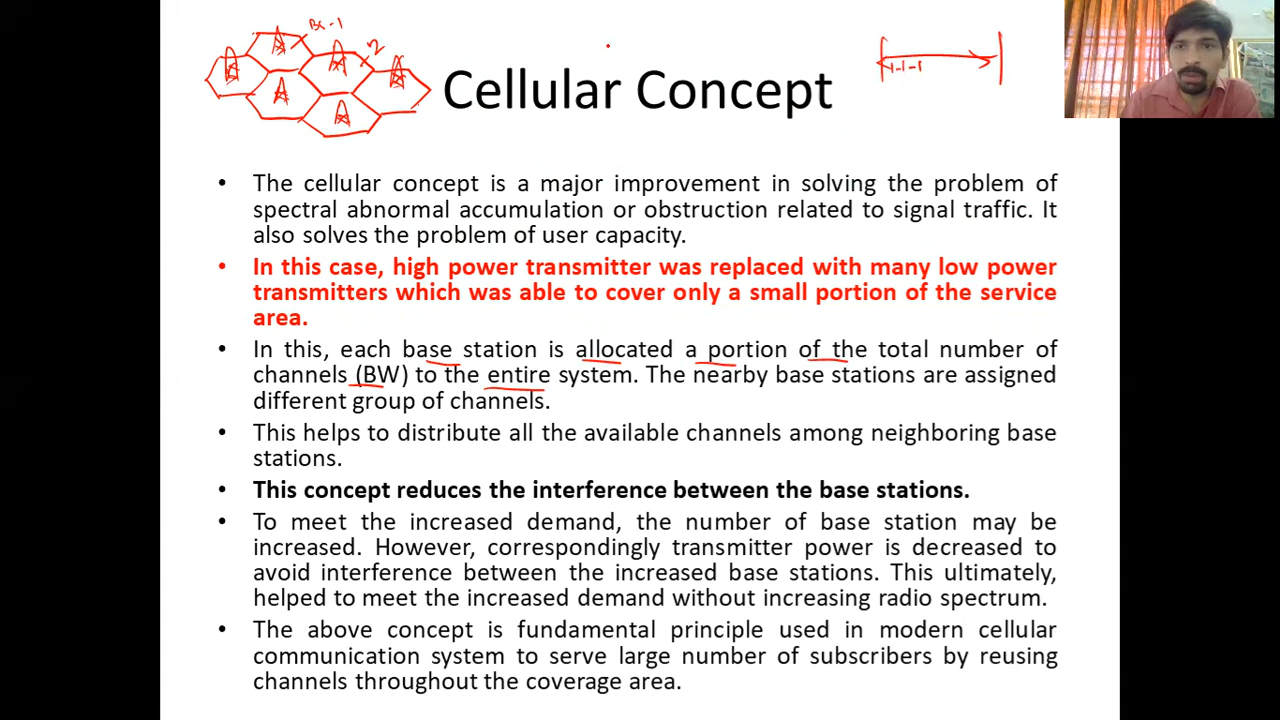 Bs-1
2
Cellular Concept
• The cellular concept is a major improvement in solving the problem of
spectral abnormal accumulation or obstruction related to signal traffic. It
also solves the problem of user capacity.
• In this case, high power transmitter was replaced with many low power
transmitters which was able to cover only a small portion of the service
area.
• In this, each base station is allocated a portion of the total number of
channels (BW) to the entire system. The nearby base stations are assigned
different group of channels.
• This helps to distribute all the available channels among neighboring base
stations.
• This concept reduces the interference between the base stations.
• To meet the increased demand, the number of base station may be
increased. However, correspondingly transmitter power is decreased to
avoid interference between the increased base stations. This ultimately,
helped to meet the increased demand without increasing radio spectrum.
• The above concept is fundamental principle used in modern cellular
communication system to serve large number of subscribers by reusing
channels throughout the coverage area.